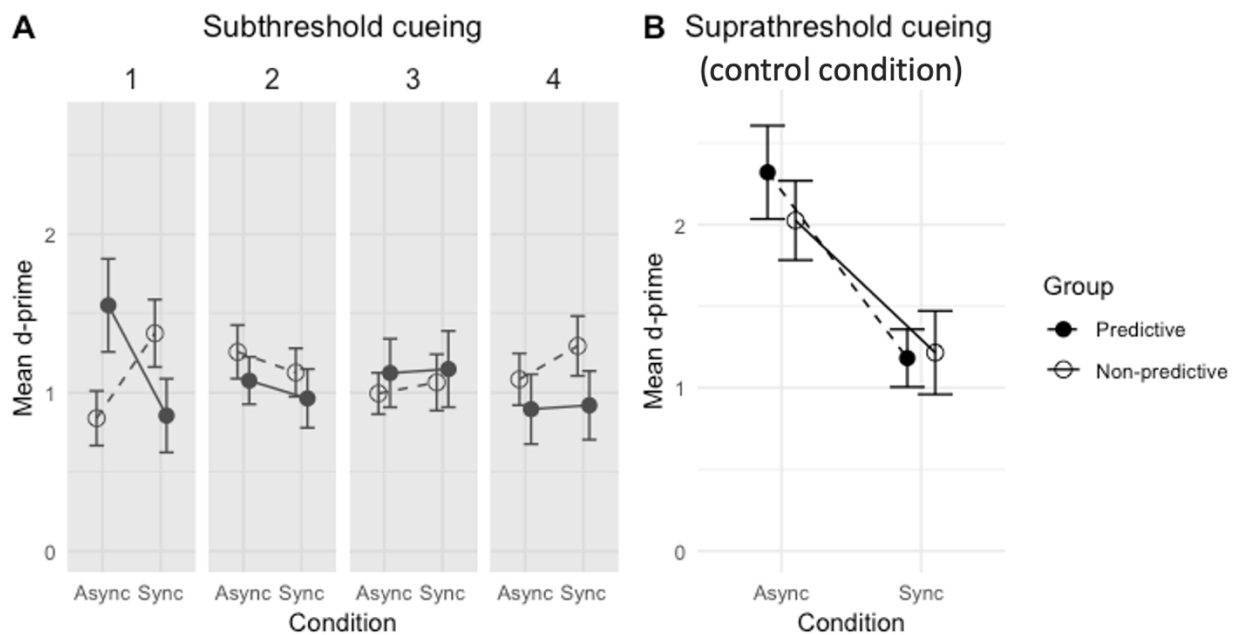 A Subthreshold cueing
1 2 3 4
Mean d-prime
2
1
0
Async Sync Async Sync Async Sync Async Sync
Condition
B Suprathreshold cueing
(control condition)
Mean d-prime
2
1
0
Async Sync
Condition
Group
Predictive
Non-predictive